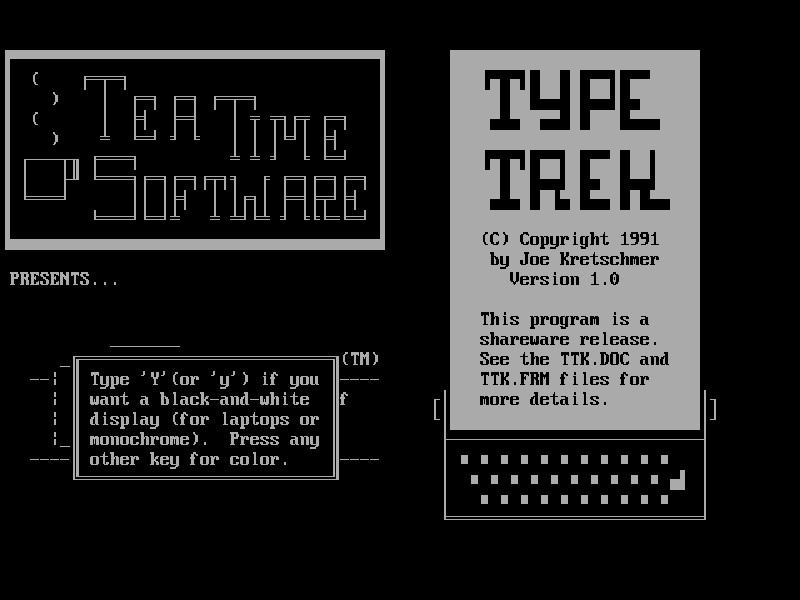 TEA TIME
SOFTWARE
PRESENTS...
(TM)
Type 'Y'(or 'y') if you
want a black-and-white
display (for laptops or
monochrome).  Press any
other key for color.
f
TYPE
TREK
(C) Copyright 1991
by Joe Kretschmer
Version 1.0
This program is a
shareware release.
See the TTK.DOC and
TTK.FRM files for
more details.